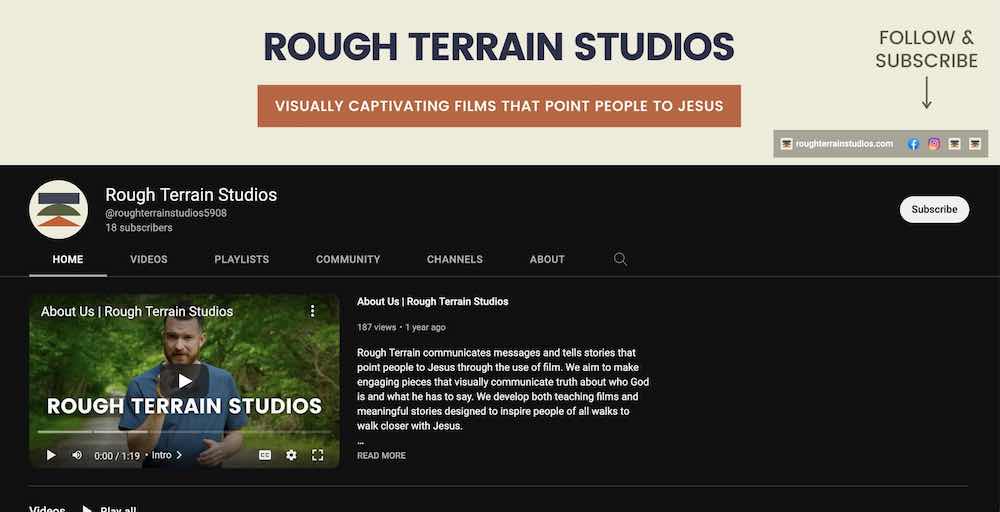 ROUGH TERRAIN STUDIOS
FOLLOW &
SUBSCRIBE
VISUALLY CAPTIVATING FILMS THAT POINT PEOPLE TO JESUS
roughterrainstudios.com
Rough Terrain Studios
@roughterrainstudios5908
18 subscribers
Subscribe
HOME VIDEOS PLAYLISTS COMMUNITY CHANNELS ABOUT
About Us | Rough Terrain Studios
ROUGH TERRAIN STUDIOS
0:00 / 1:19 • Intro
CC
About Us | Rough Terrain Studios
187 views • 1 year ago
Rough Terrain communicates messages and tells stories that
point people to Jesus through the use of film. We aim to make
engaging pieces that visually communicate truth about who God
is and what he has to say. We develop both teaching films and
meaningful stories designed to inspire people of all walks to
walk closer with Jesus.
...
READ MORE
Videos Play all